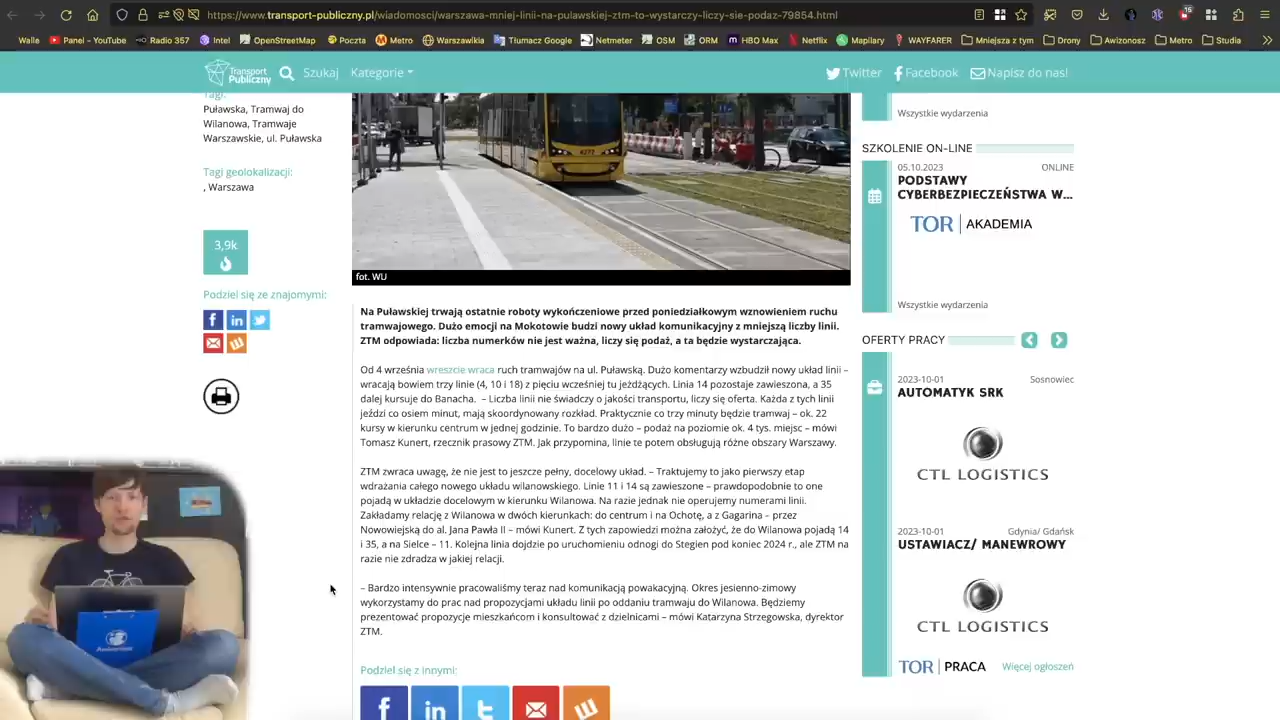 https://www.transport-publiczny.pl/wiadomosci/warszawa-mniej-linii-na-pulawskiej-ztm-to-wystarczy-liczy-sie-podaz-79854.html
15
Walle
Panel - YouTube
Radio 357
Intel
OpenStreetMap
Poczta
Metro
Warszawska
Tłumacz Google
Netmeter
OSM
ORM
HBO Max
Netflix
Mapilary
WAYFARER
Mniejsza z tym
Drony
Awizonosz
Metro
Studia
Transport
Publiczny
Szukaj
Kategorie
Twitter
Facebook
Napisz do nas!
Tagi:
Puławska, Tramwaj do
Wilanowa, Tramwaje
Warszawskie, ul. Puławska
Tagi geolokalizacji:
, Warszawa
3,9k
Podziel się ze znajomymi:
4277
fot. WU
Na Puławskiej trwają ostatnie roboty wykończeniowe przed poniedziałkowym wznowieniem ruchu
tramwajowego. Dużo emocji na Mokotowie budzi nowy układ komunikacyjny z mniejszą liczby linii.
ZTM odpowiada: liczba numerków nie jest ważna, liczy się podaż, a ta będzie wystarczająca.
Od 4 września wreszcie wraca ruch tramwajów na ul. Puławską. Dużo komentarzy wzbudził nowy układ linii –
wracają bowiem trzy linie (4, 10 i 18) z pięciu wcześniej tu jeżdżących. Linia 14 pozostaje zawieszona, a 35
dalej kursuje do Banacha. – Liczba linii nie świadczy o jakości transportu, liczy się oferta. Każda z tych linii
jeździ co osiem minut, mają skoordynowany rozkład. Praktycznie co trzy minuty będzie tramwaj – ok. 22
kursy w kierunku centrum w jednej godzinie. To bardzo dużo – podaż na poziomie ok. 4 tys. miejsc – mówi
Tomasz Kunert, rzecznik prasowy ZTM. Jak przypomina, linie te potem obsługują różne obszary Warszawy.
ZTM zwraca uwagę, że nie jest to jeszcze pełny, docelowy układ. – Traktujemy to jako pierwszy etap
wdrażania całego nowego układu wilanowskiego. Linie 11 i 14 są zawieszone – prawdopodobnie to one
pojadą w układzie docelowym w kierunku Wilanowa. Na razie jednak nie operujemy numerami linii.
Zakładamy relację z Wilanowa w dwóch kierunkach: do centrum i na Ochotę, a z Gagarina – przez
Nowowiejską do al. Jana Pawła II – mówi Kunert. Z tych zapowiedzi można założyć, że do Wilanowa pojadą 14
i 35, a na Sielce – 11. Kolejna linia dojdzie po uruchomieniu odnogi do Stegien pod koniec 2024 r., ale ZTM na
razie nie zdradza w jakiej relacji.
– Bardzo intensywnie pracowaliśmy teraz nad komunikacją powakacyjną. Okres jesienno-zimowy
wykorzystamy do prac nad propozycjami układu linii po oddaniu tramwaju do Wilanowa. Będziemy
prezentować propozycje mieszkańcom i konsultować z dzielnicami – mówi Katarzyna Strzegowska, dyrektor
ZTM.
Podziel się z innymi:
Wszystkie wydarzenia
SZKOLENIE ON-LINE
05.10.2023
ONLINE
PODSTAWY
CYBERBEZPIECZEŃSTWA W...
TOR | AKADEMIA
Wszystkie wydarzenia
OFERTY PRACY
2023-10-01
Sosnowiec
AUTOMATYK SRK
CTL LOGISTICS
2023-10-01
Gdynia/ Gdańsk
USTAWIACZ/ MANEWROWY
CTL LOGISTICS
TOR | PRACA
Więcej ogłoszeń